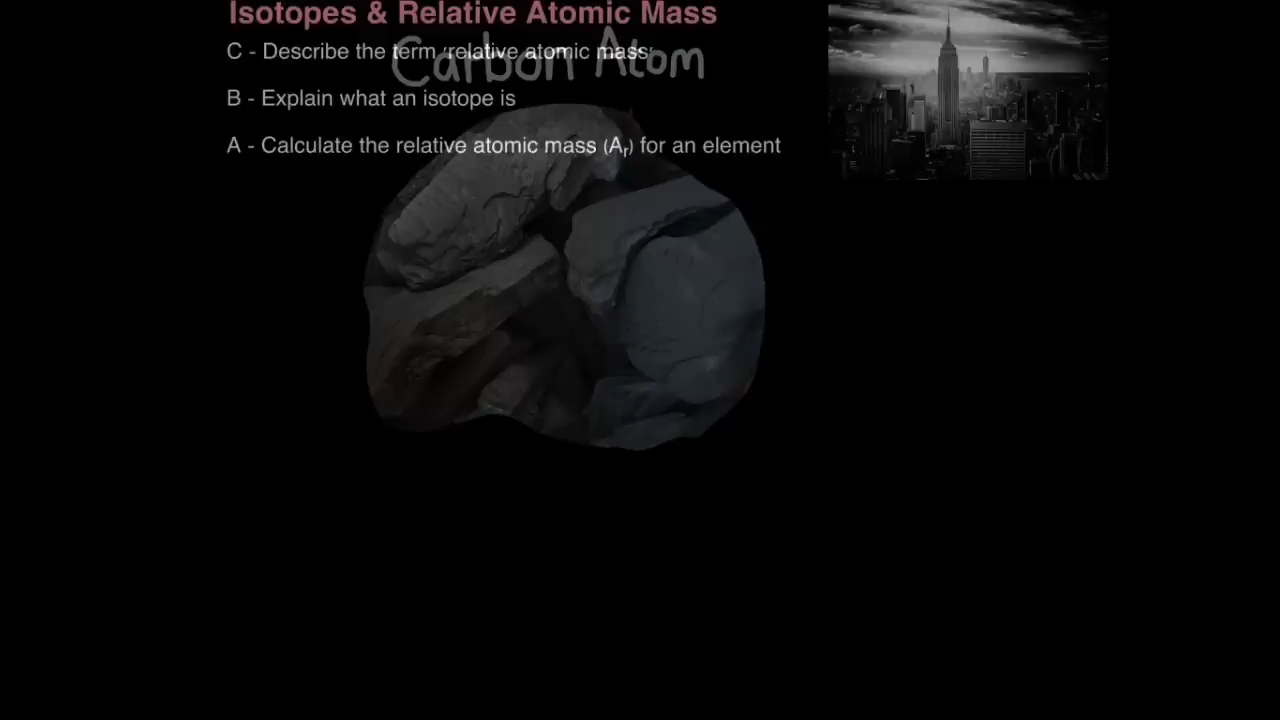 Isotopes & Relative Atomic Mass
C - Describe the term 'relative atomic mass'
Carbon Atom
B - Explain what an isotope is
A - Calculate the relative atomic mass (Ar) for an element